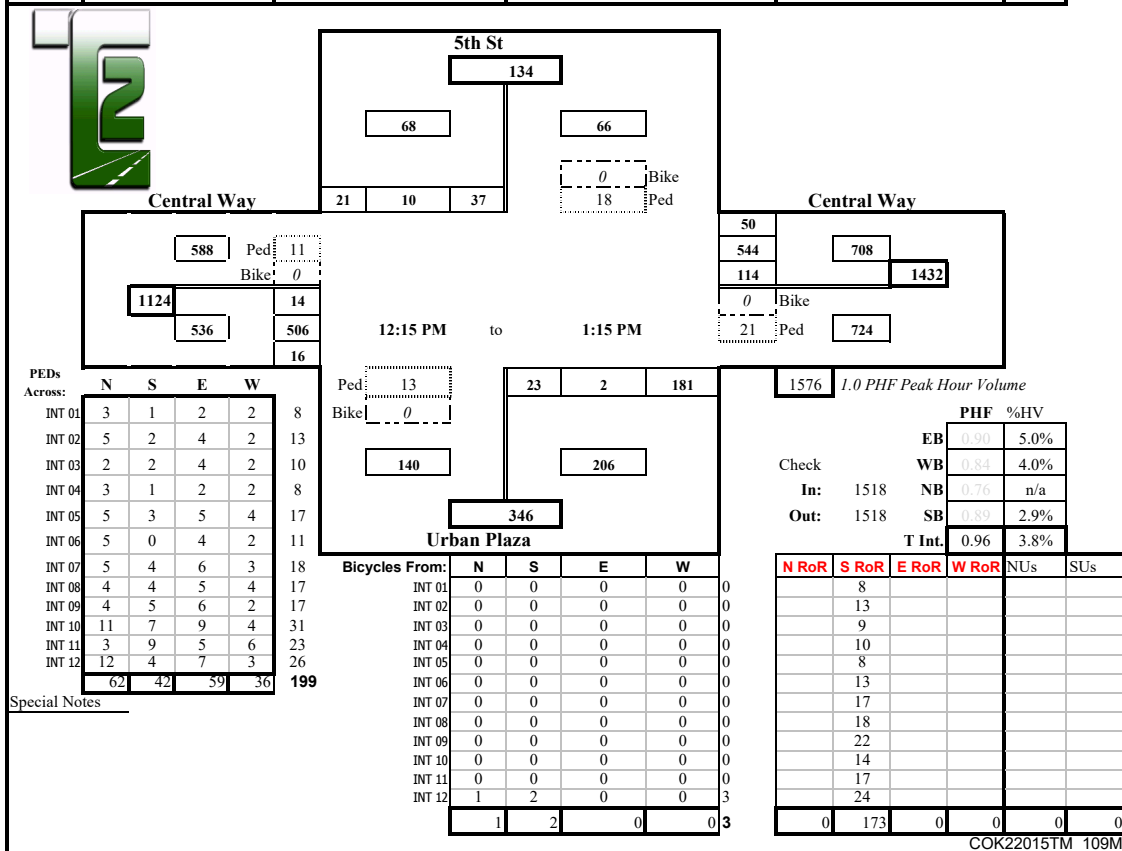 T2
5th St
134
68 66
0 Bike
18 Ped
Central Way 21 10 37 Central Way
50
588 Ped 11 544 708
Bike 0 114 1432
1124 14 0 Bike
536 506 12:15 PM to 1:15 PM 21 Ped 724
16
Ped 13 23 2 181 1576 1.0 PHF Peak Hour Volume
Bike 0
140 206
346
Urban Plaza
PHF %HV
EB 0.90 5.0%
Check WB 0.84 4.0%
In: 1518 NB 0.76 n/a
Out: 1518 SB 0.89 2.9%
T Int. 0.96 3.8%
PEDs
Across: N S E W
INT 01 3 1 2 2 8
INT 02 5 2 4 2 13
INT 03 2 2 4 2 10
INT 04 3 1 2 2 8
INT 05 5 3 5 4 17
INT 06 5 0 4 2 11
INT 07 5 4 6 3 18
INT 08 4 4 5 4 17
INT 09 4 5 6 2 17
INT 10 11 7 9 4 31
INT 11 3 9 5 6 23
INT 12 12 4 7 3 26
62 42 59 36 199
Special Notes
Bicycles From: N S E W
INT 01 0 0 0 0 0
INT 02 0 0 0 0 0
INT 03 0 0 0 0 0
INT 04 0 0 0 0 0
INT 05 0 0 0 0 0
INT 06 0 0 0 0 0
INT 07 0 0 0 0 0
INT 08 0 0 0 0 0
INT 09 0 0 0 0 0
INT 10 0 0 0 0 0
INT 11 0 0 0 0 0
INT 12 1 2 0 0 3
1 2 0 0 3
N RoR S RoR E RoR W RoR NUs SUs
8
13
9
10
8
13
17
18
22
14
17
24
0 173 0 0 0 0
COK22015TM_109M